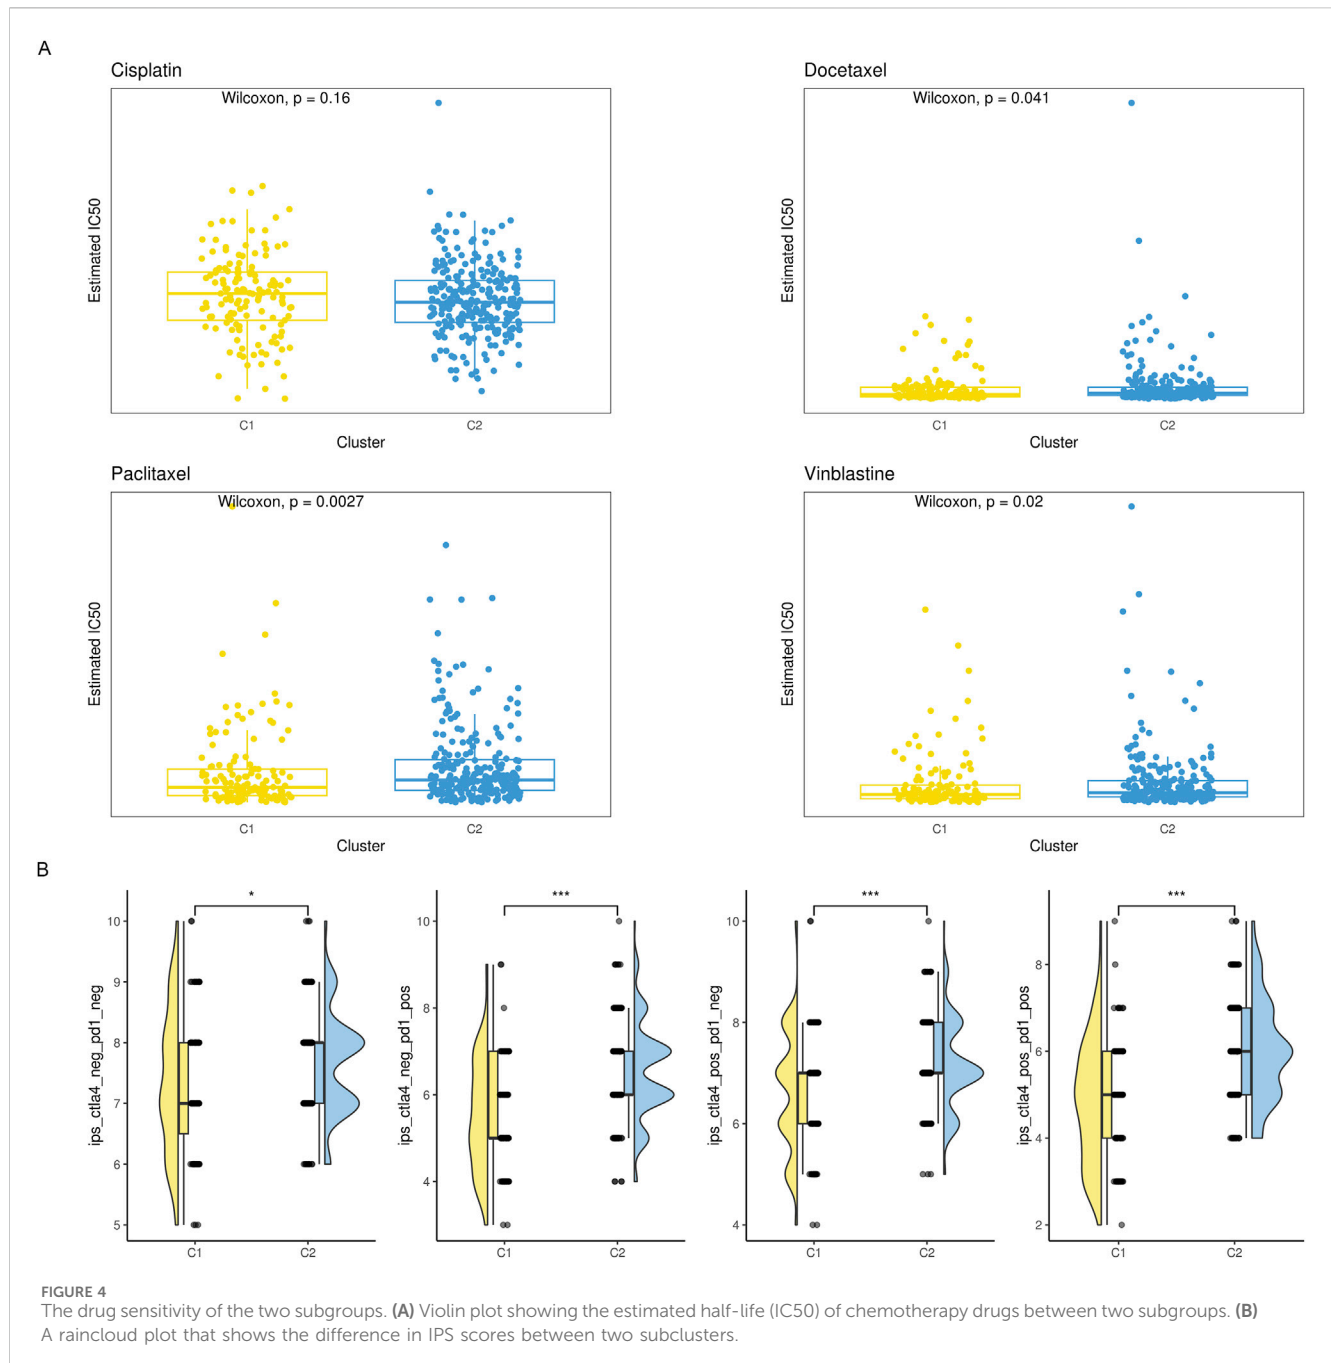 A
Cisplatin
Wilcoxon, p = 0.16
Estimated IC50
C1 C2
Cluster
Docetaxel
Wilcoxon, p = 0.041
Estimated IC50
C1 C2
Cluster
Paclitaxel
Wilcoxon, p = 0.0027
Estimated IC50
C1 C2
Cluster
Vinblastine
Wilcoxon, p = 0.02
Estimated IC50
C1 C2
Cluster
B
*
10
9
8
7
6
5
ips_ctla4_neg_pd1_neg
C1 C2
***
10
8
6
4
ips_ctla4_neg_pd1_pos
C1 C2
***
10
8
6
4
ips_ctla4_pos_pd1_neg
C1 C2
***
8
6
4
2
ips_ctla4_pos_pd1_pos
C1 C2
FIGURE 4
The drug sensitivity of the two subgroups. (A) Violin plot showing the estimated half-life (IC50) of chemotherapy drugs between two subgroups. (B)
A raincloud plot that shows the difference in IPS scores between two subclusters.